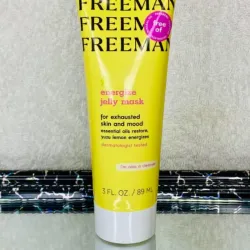 FREEMAN
FREEMAN
free of
FREEMAN
energize
jelly mask
for exhausted
skin and mood
essential oils restore,
yuzu lemon energizes
dermatologist tested
3 FL. OZ. / 89 ML